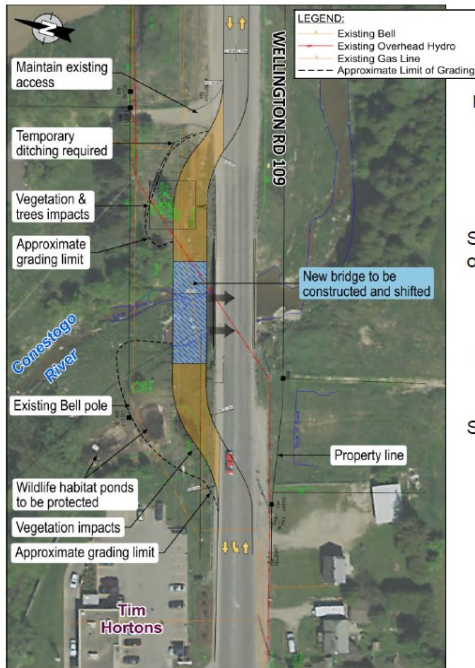 LEGEND:
Existing Bell
Existing Overhead Hydro
Existing Gas Line
Approximate Limit of Grading
WELLINGTON RD 109
Maintain existing
access
Temporary
ditching required
Vegetation &
trees impacts
Approximate
grading limit
New bridge to be
constructed and shifted
Conestogo
River
Existing Bell pole
Wildlife habitat ponds
to be protected
Property line
Vegetation impacts
Approximate grading limit
Tim
Hortons
S
o
S